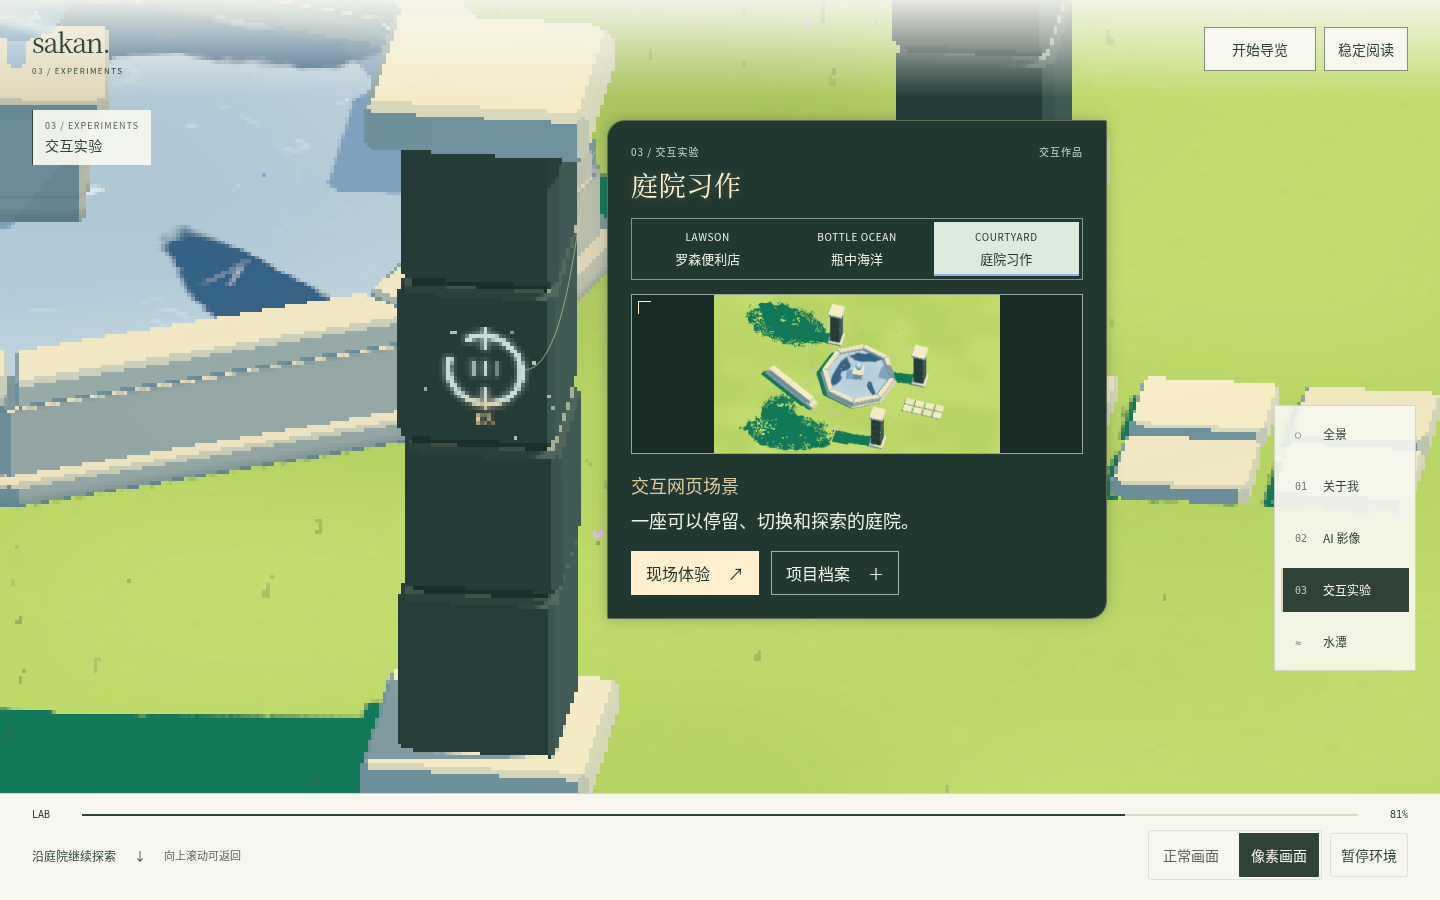 sakan.
03 / EXPERIMENTS
开始导览
稳定阅读
03 / EXPERIMENTS
交互实验
03 / 交互实验
交互作品
庭院习作
LAWSON
罗森便利店
BOTTLE OCEAN
瓶中海洋
COURTYARD
庭院习作
交互网页场景
一座可以停留、切换和探索的庭院。
现场体验 ↗
项目档案 +
○ 全景
01 关于我
02 AI 影像
03 交互实验
≈ 水潭
LAB
81%
沿庭院继续探索 ↓ 向上滚动可返回
正常画面
像素画面
暂停环境